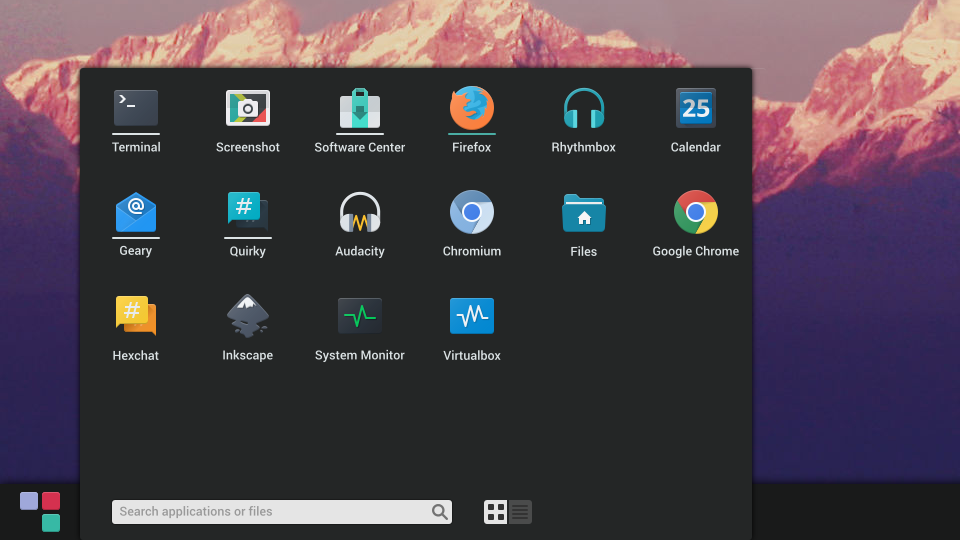 >_
Terminal
Screenshot
Software Center
Firefox
Rhythmbox
25
Calendar
@
Geary
#
Quirky
Audacity
Chromium
Files
Google Chrome
#
Hexchat
Inkscape
System Monitor
Virtualbox
Search applications or files